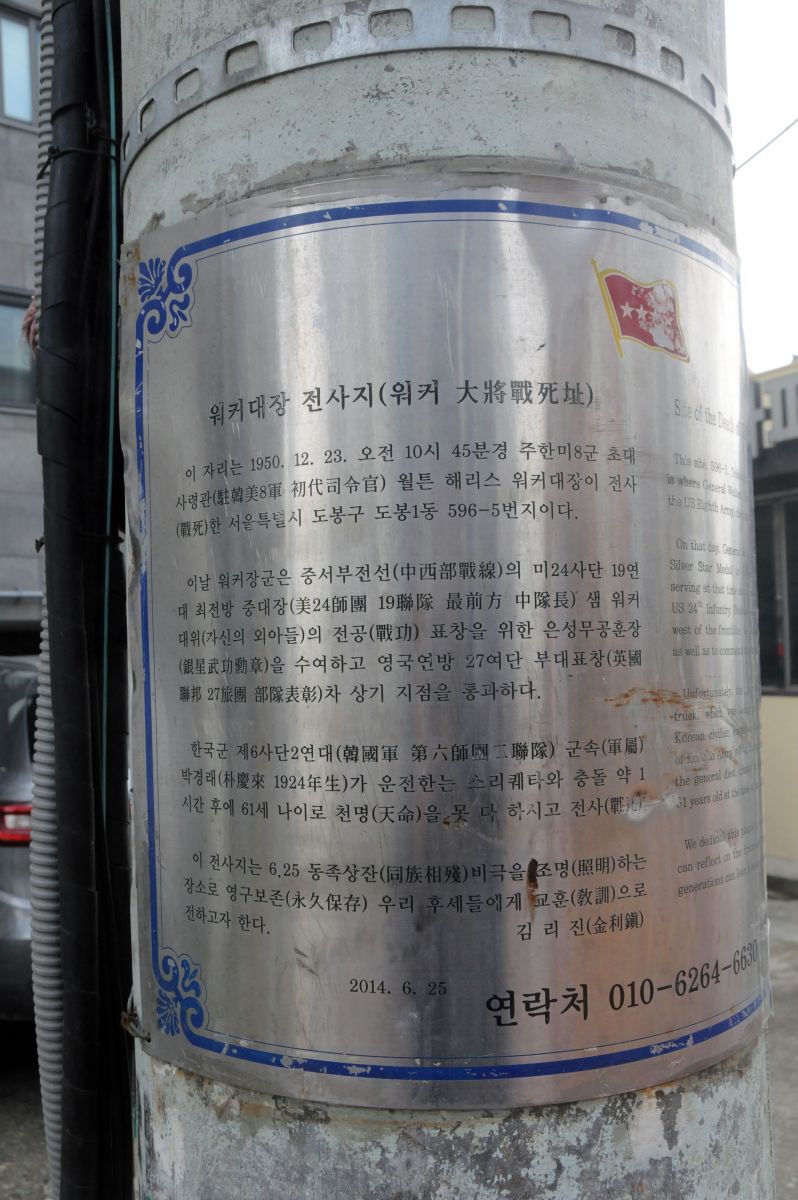 워커대장 전사지(워커 大將戰死址)
이 자리는 1950. 12. 23. 오전 10시 45분경 주한미8군 초대
사령관(駐韓美8軍 初代司令官) 월튼 해리스 워커대장이 전사
(戰死)한 서울특별시 도봉구 도봉1동 596-5번지이다.
이날 워커장군은 중서부전선(中西部戰線)의 미24사단 19연
대 최전방 중대장(美24師團 19聯隊 最前方 中隊長) 샘 워커
대위(자신의 외아들)의 전공(戰功) 표창을 위한 은성무공훈장
(銀星武功勳章)을 수여하고 영국연방 27여단 부대표창(英國
聯邦 27旅團 部隊表彰)차 상기 지점을 통과하다.
한국군 제6사단2연대(韓國軍 第六師團二聯隊) 군속(軍屬)
박경래(朴慶來 1924年生)가 운전한는 스리쿼타와 충돌 약 1
시간 후에 61세 나이로 천명(天命)을 못 다 하시고 전사(戰
이 전사지는 6.25 동족상잔(同族相殘)비극을 조명(照明)하는
장소로 영구보존(永久保存) 우리 후세들에게 교훈(敎訓)으로
전하고자 한다.
김 리 진(金利鎭)
2014. 6. 25
연락처 010-6264-6630
Site of the Death of
This site, 596-5,
is where General
the US Eighth Army,
On that day, General
Silver Star Medal
serving at that time
US 24th Infantry
west of the frontline
as well as to
Unfortunately, the
truck, which was
Korean civilian
of
the general died
61 years old at the
We dedicate this
can reflect on the
generations can